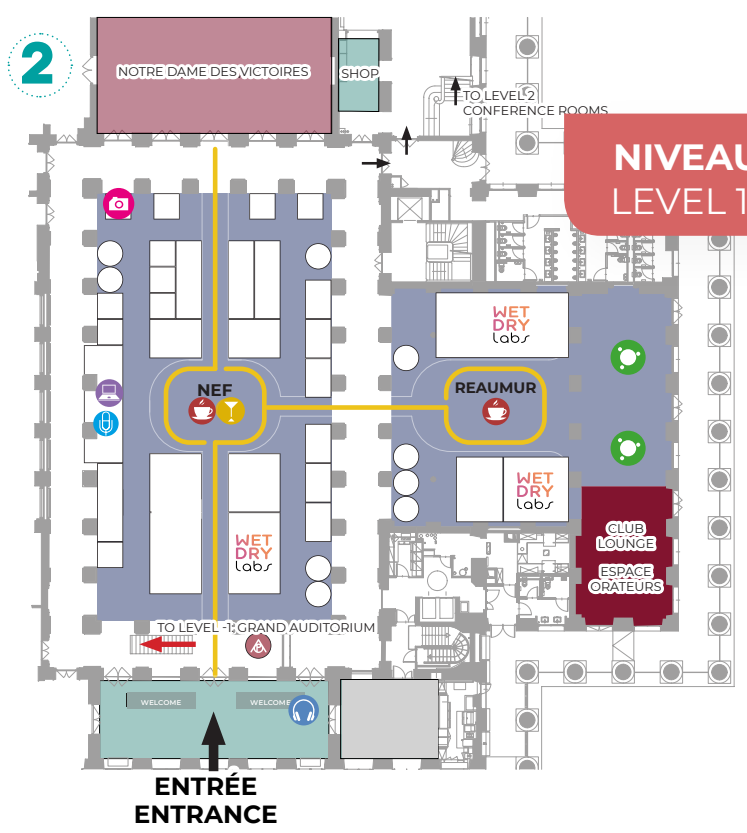 2
NOTRE DAME DES VICTOIRES
SHOP
TO LEVEL 2
CONFERENCE ROOMS
NIVEAU
LEVEL 1
WET
DRY
Labs
NEF
REAUMUR
WET
DRY
Labs
WET
DRY
Labs
CLUB
LOUNGE
ESPACE
ORATEURS
TO LEVEL -1, GRAND AUDITORIUM
WELCOME
WELCOME
ENTRÉE
ENTRANCE